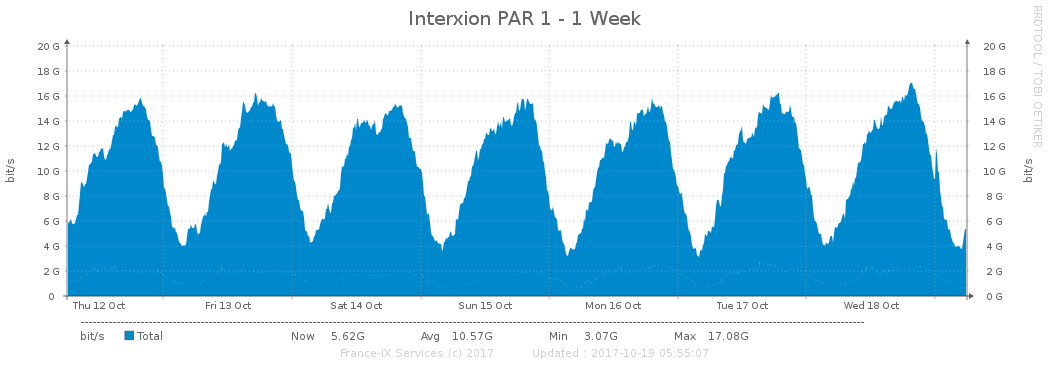 Interxion PAR 1 - 1 Week
RRDTOOL / TOBI OETIKER
20 G 20 G
18 G 18 G
16 G 16 G
14 G 14 G
12 G 12 G
10 G 10 G
8 G 8 G
6 G 6 G
4 G 4 G
2 G 2 G
0 0 G
bit/s bit/s
Thu 12 Oct Fri 13 Oct Sat 14 Oct Sun 15 Oct Mon 16 Oct Tue 17 Oct Wed 18 Oct
bit/s Total Now 5.62G Avg 10.57G Min 3.07G Max 17.08G
France-IX Services (c) 2017 Updated : 2017-10-19 05:55:07